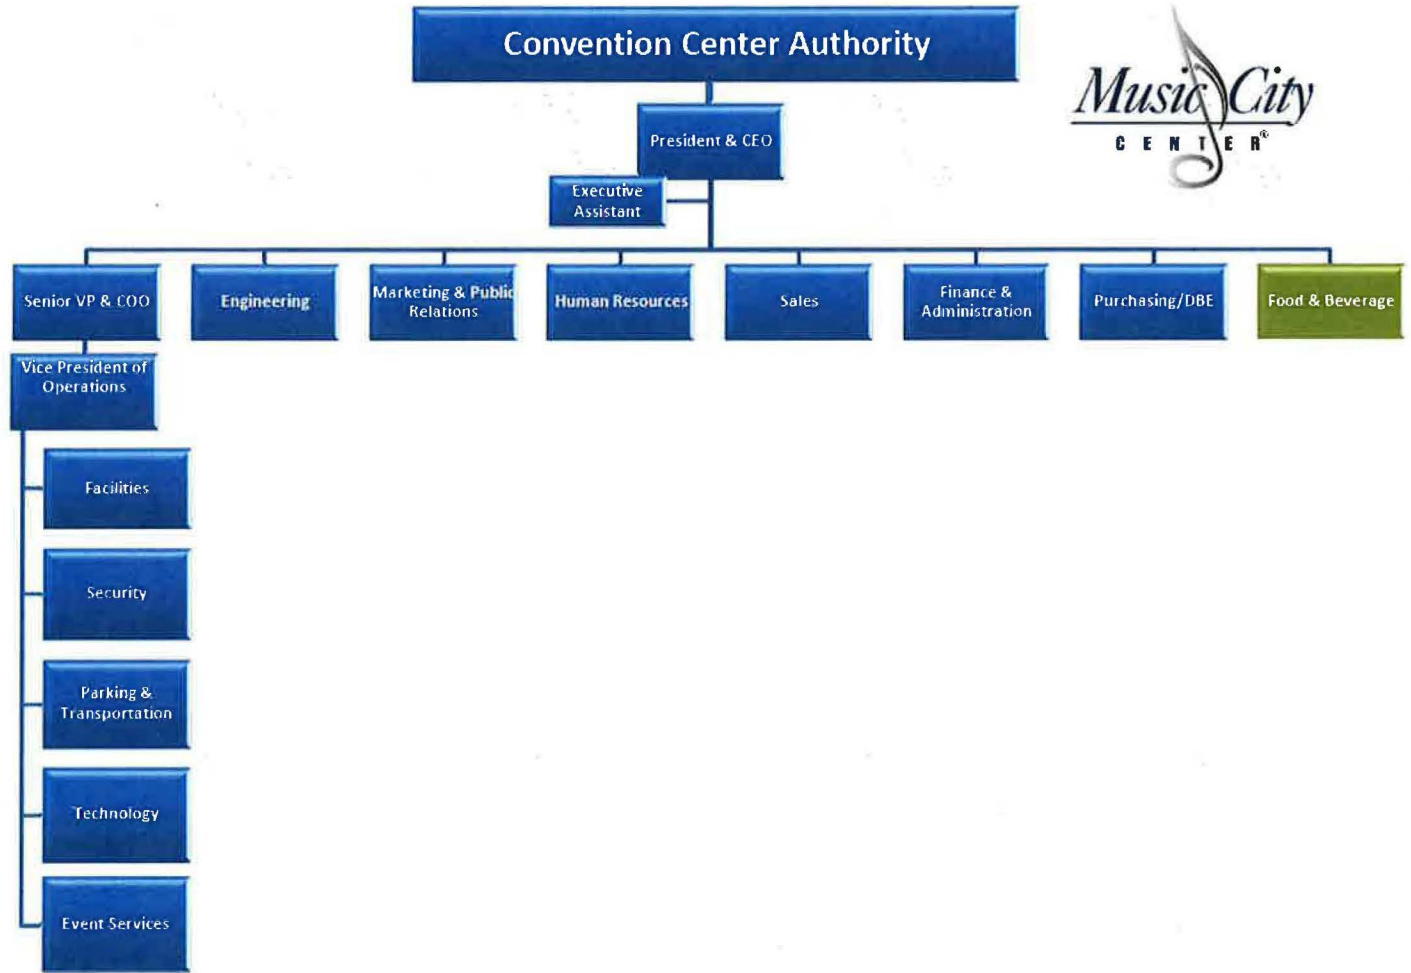 Convention Center Authority
Music City
CENTER®
President & CEO
Executive
Assistant
Senior VP & COO
Engineering
Marketing & Public
Relations
Human Resources
Sales
Finance &
Administration
Purchasing/DBE
Food & Beverage
Vice President of
Operations
Facilities
Security
Parking &
Transportation
Technology
Event Services